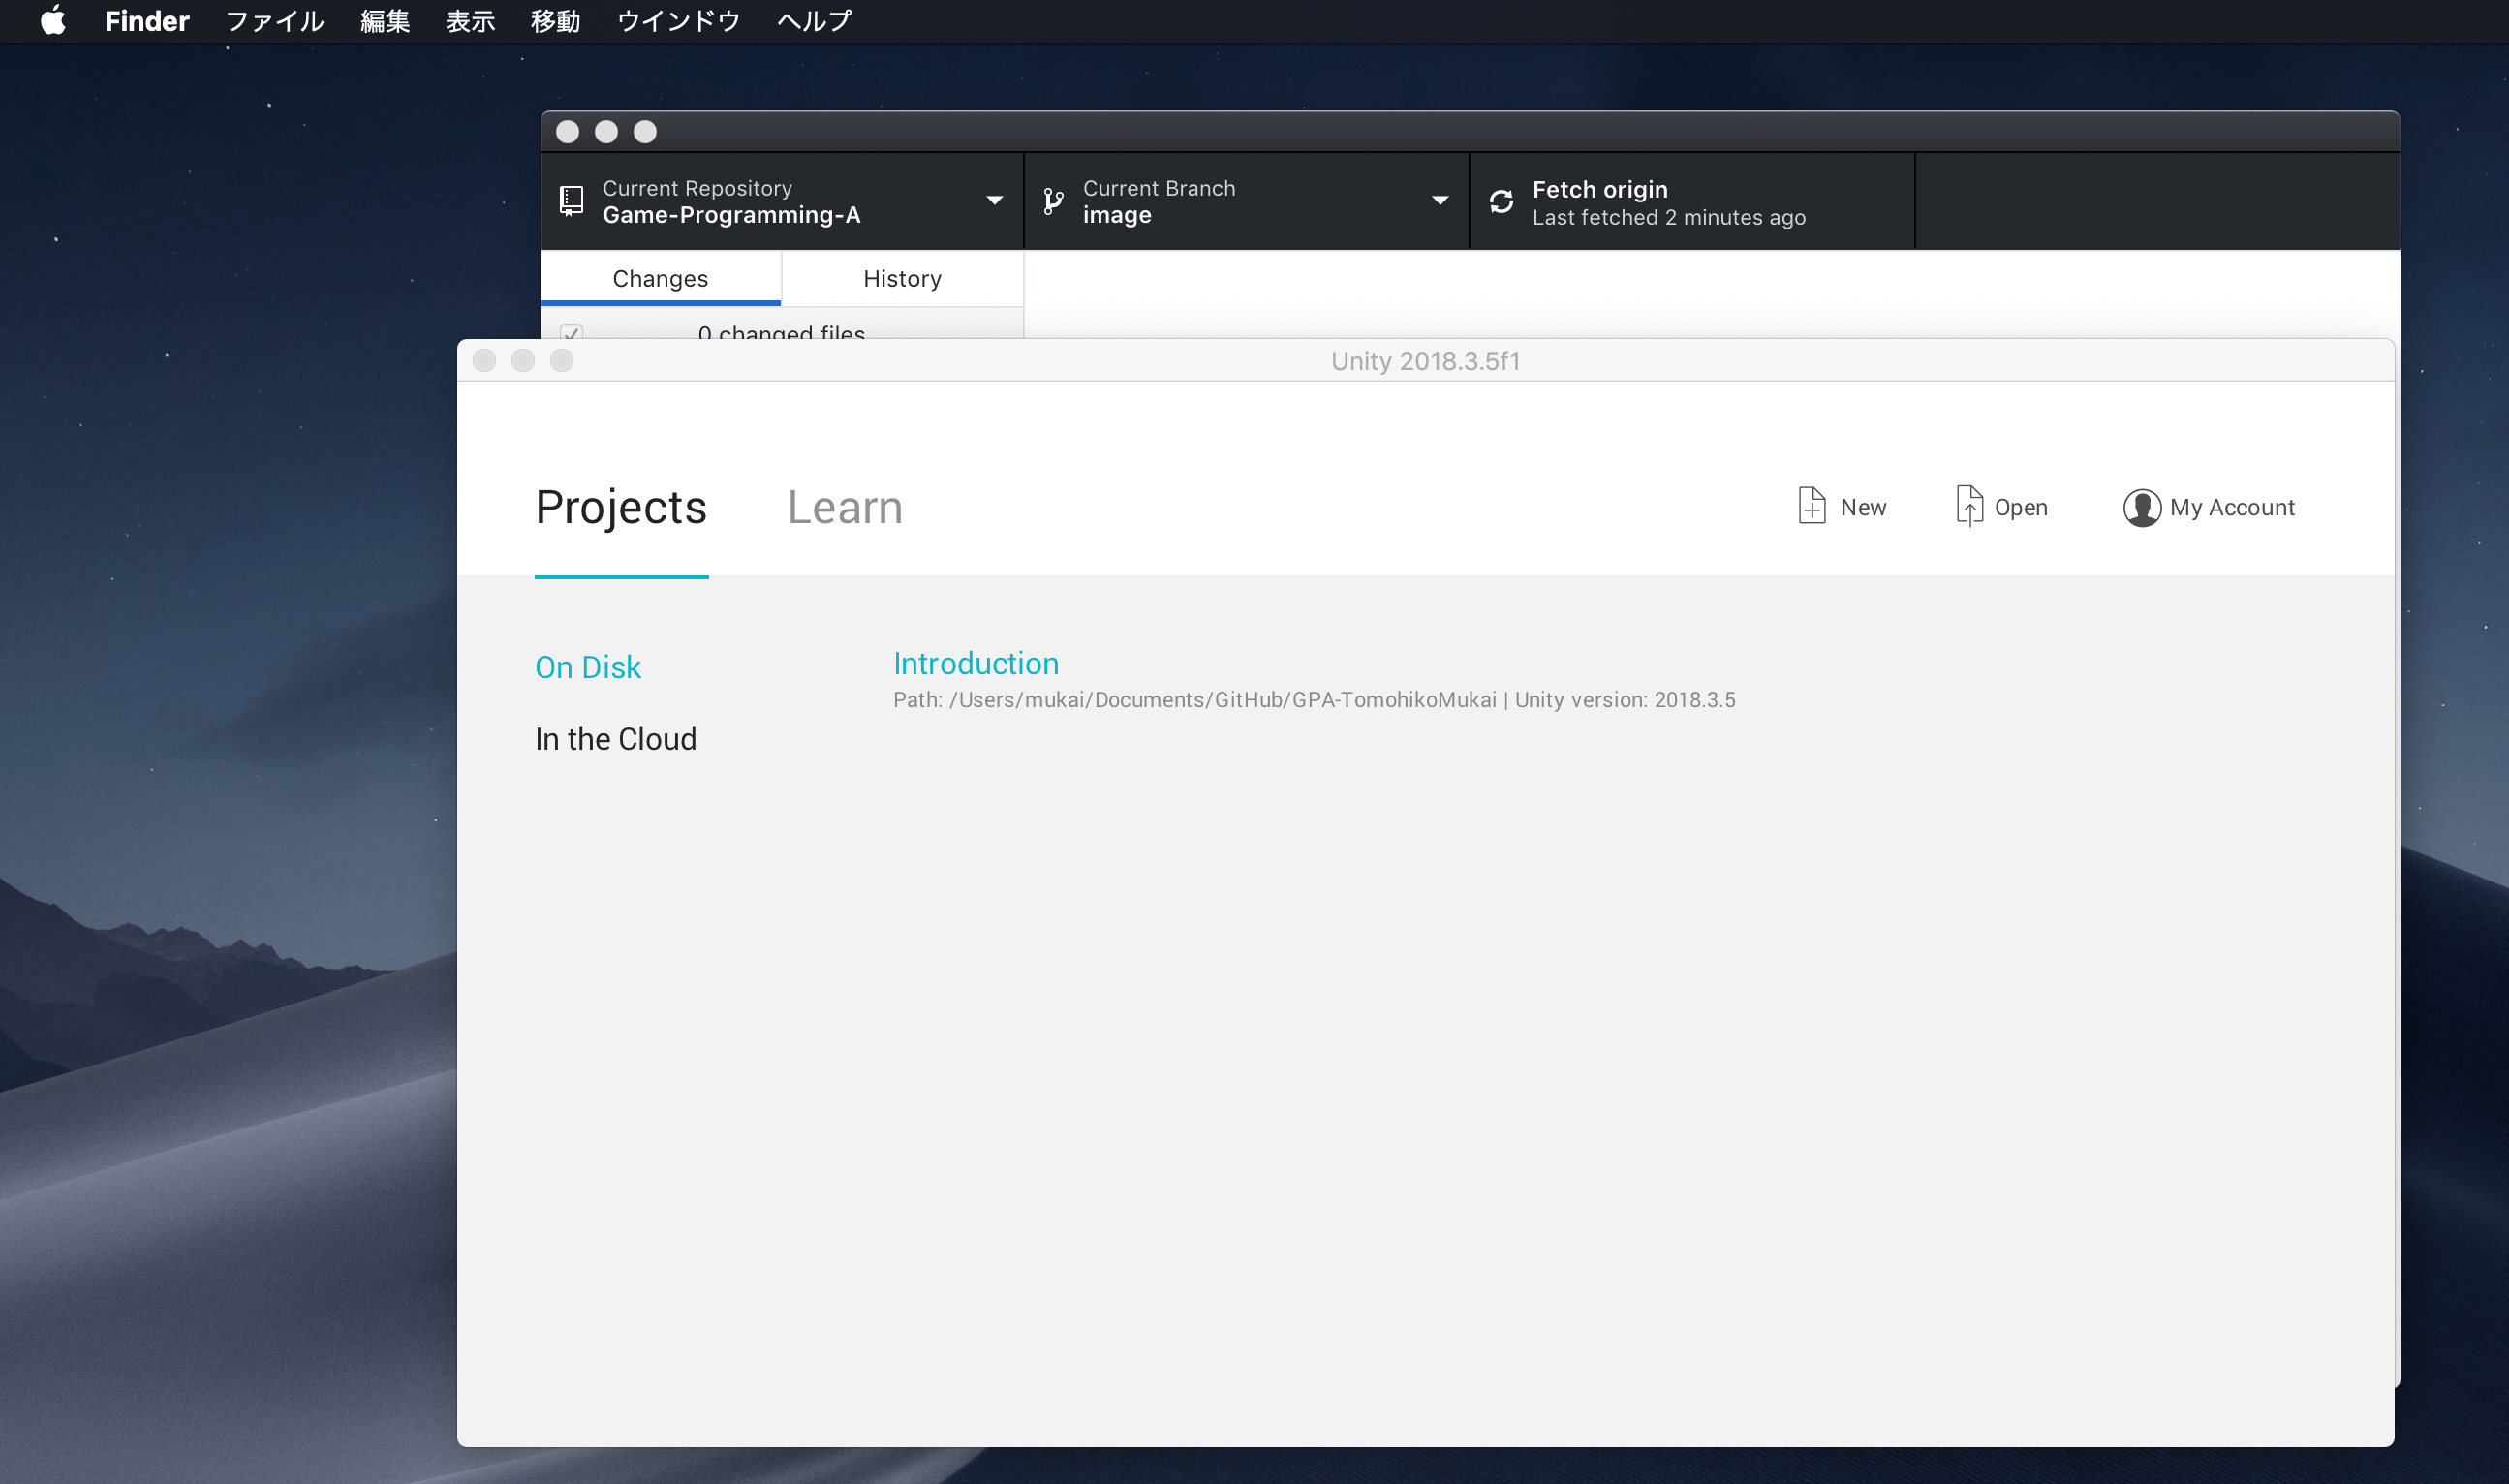 Finder ファイル 編集 表示 移動 ウインドウ ヘルプ
Current Repository
Game-Programming-A
Current Branch
image
Fetch origin
Last fetched 2 minutes ago
Changes
History
0 changed files
Unity 2018.3.5f1
Projects
Learn
New
Open
My Account
On Disk
In the Cloud
Introduction
Path: /Users/mukai/Documents/GitHub/GPA-TomohikoMukai | Unity version: 2018.3.5